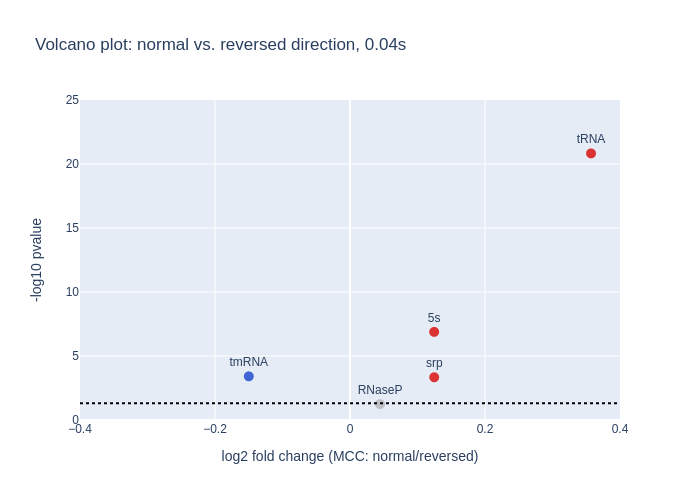 Volcano plot: normal vs. reversed direction, 0.04s
25
20
15
10
5
0
-log10 pvalue
tRNA
5s
srp
tmRNA
RNaseP
−0.4
−0.2
0
0.2
0.4
log2 fold change (MCC: normal/reversed)